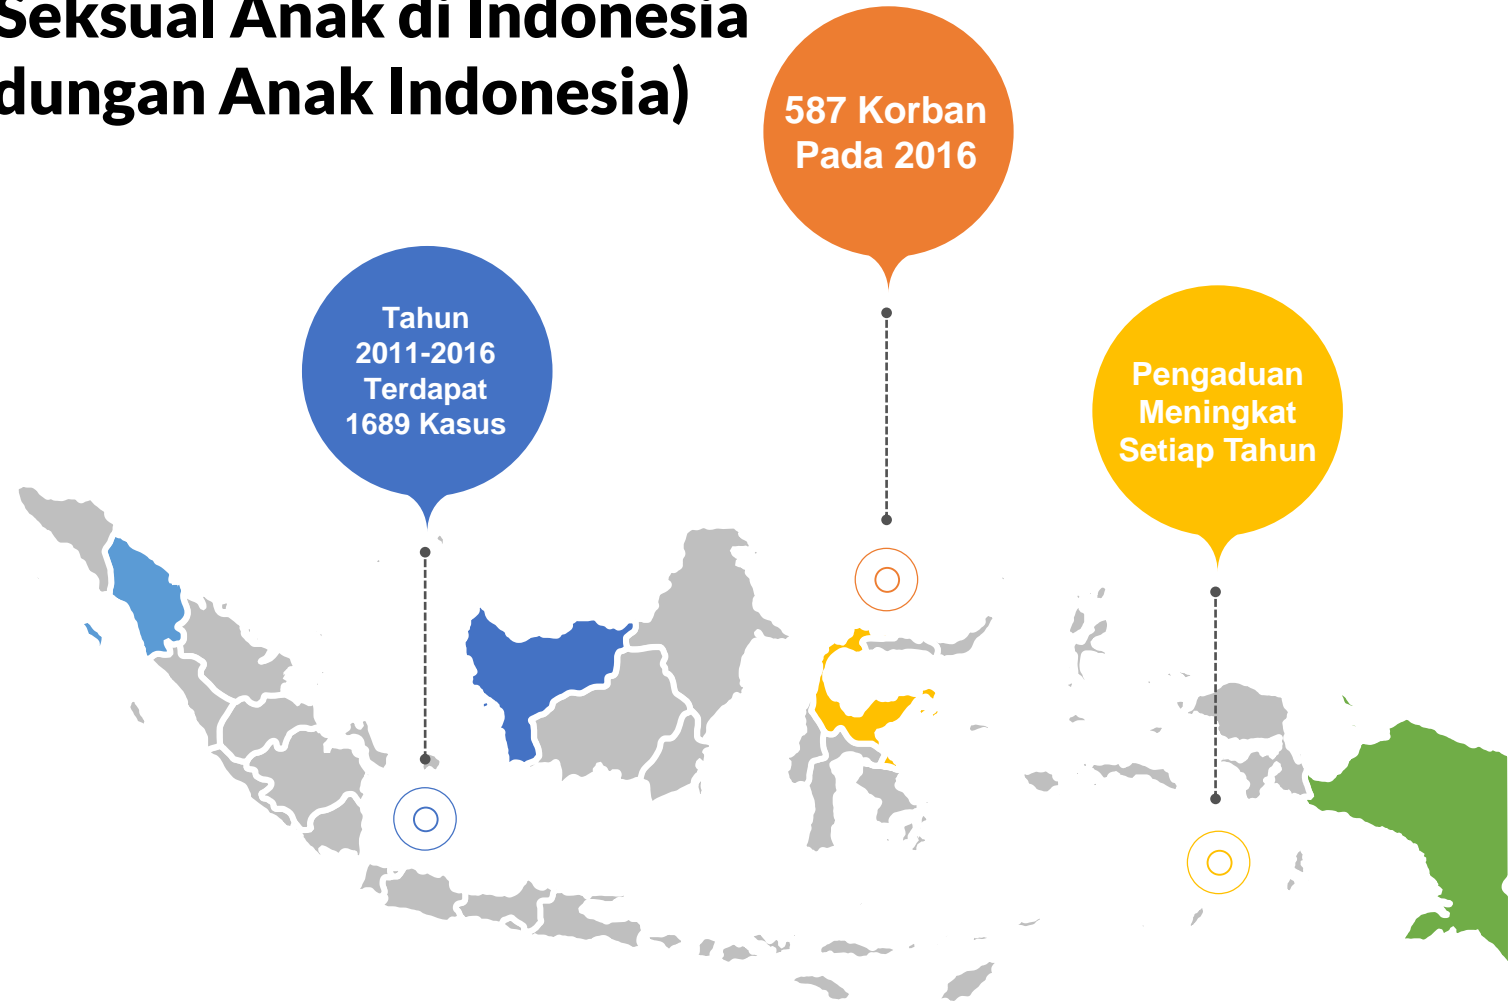 Seksual Anak di Indonesia
dungan Anak Indonesia)
587 Korban
Pada 2016
Tahun
2011-2016
Terdapat
1689 Kasus
Pengaduan
Meningkat
Setiap Tahun